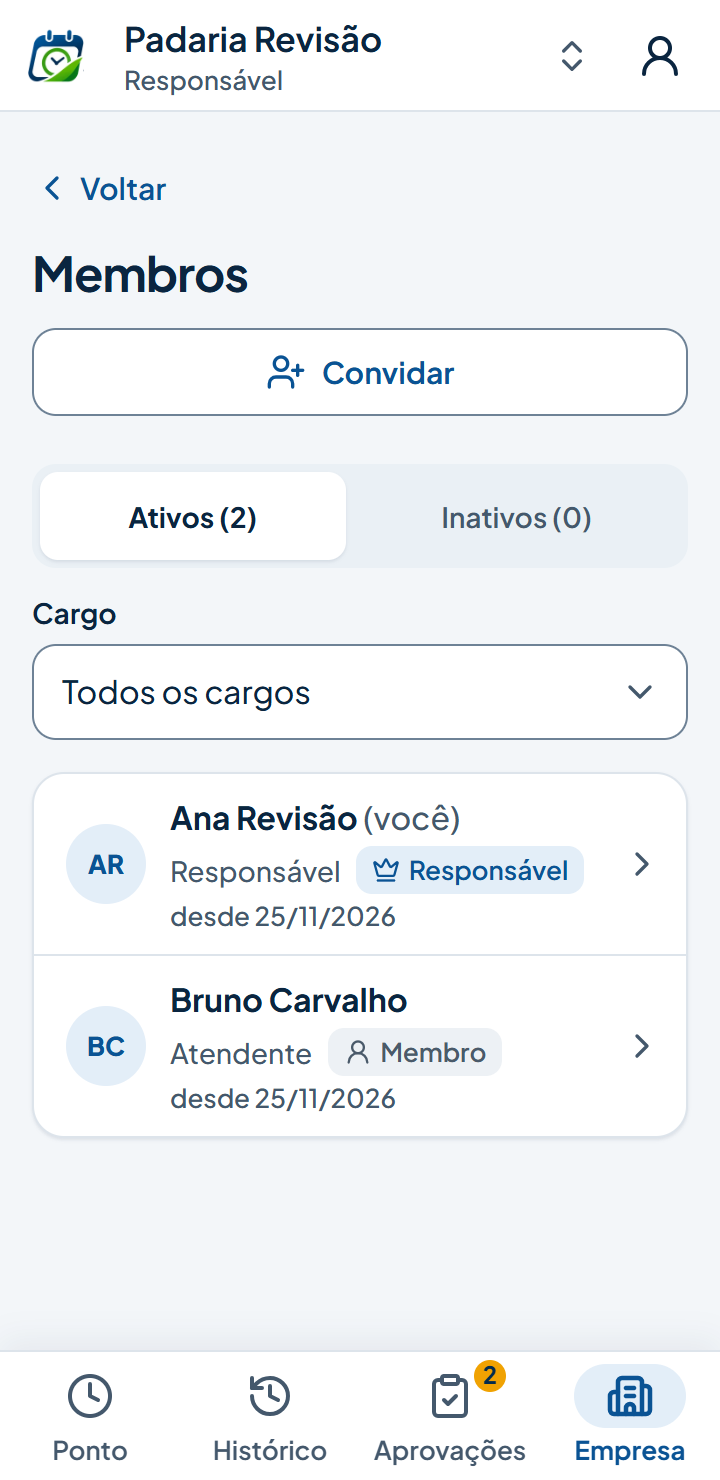 Padaria Revisão
Responsável
Voltar
Membros
Convidar
Ativos (2)
Inativos (0)
Cargo
Todos os cargos
AR
Ana Revisão (você)
Responsável
Responsável
desde 25/11/2026
BC
Bruno Carvalho
Atendente
Membro
desde 25/11/2026
2
Ponto
Histórico
Aprovações
Empresa